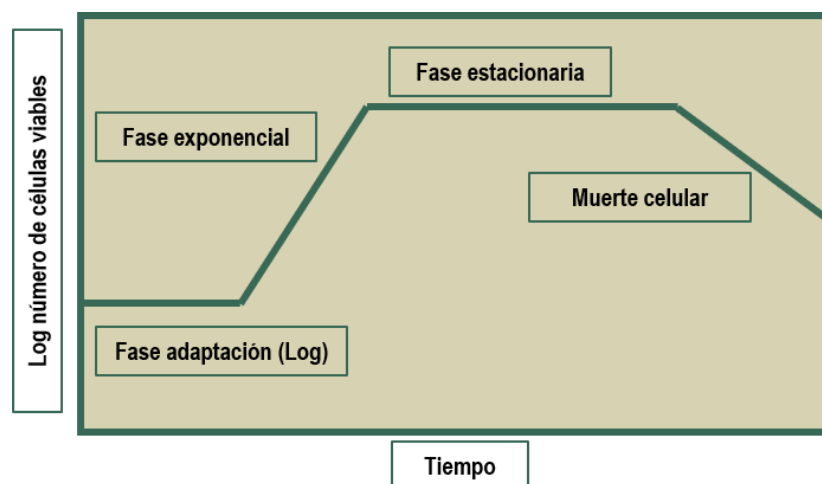 Log número de células viables
Fase estacionaria
Fase exponencial
Muerte celular
Fase adaptación (Log)
Tiempo